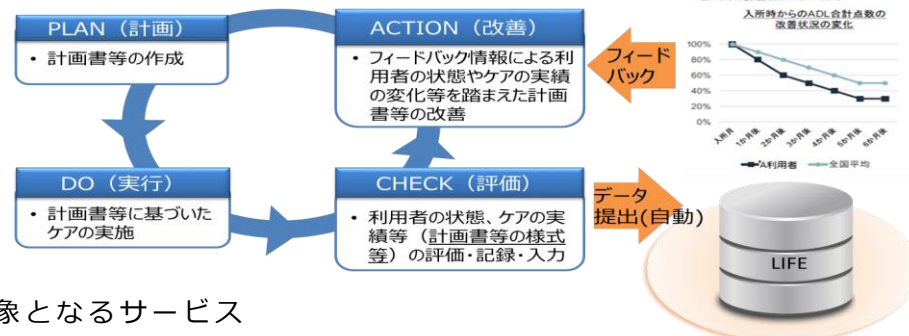 PLAN（計画）
• 計画書等の作成
ACTION（改善）
• フィードバック情報による利
用者の状態やケアの実績
の変化等を踏まえた計画
書等の改善
フィード
バック
入所時からのADL合計点数の
改善状況の変化
100%
80%
60%
40%
20%
0%
入所月
1か月後
2か月後
3か月後
4か月後
5か月後
6か月後
A利用者
全国平均
DO（実行）
• 計画書等に基づいた
ケアの実施
CHECK（評価）
• 利用者の状態、ケアの実
績等（計画書等の様式
等）の評価・記録・入力
データ
提出(自動)
LIFE
象となるサービス